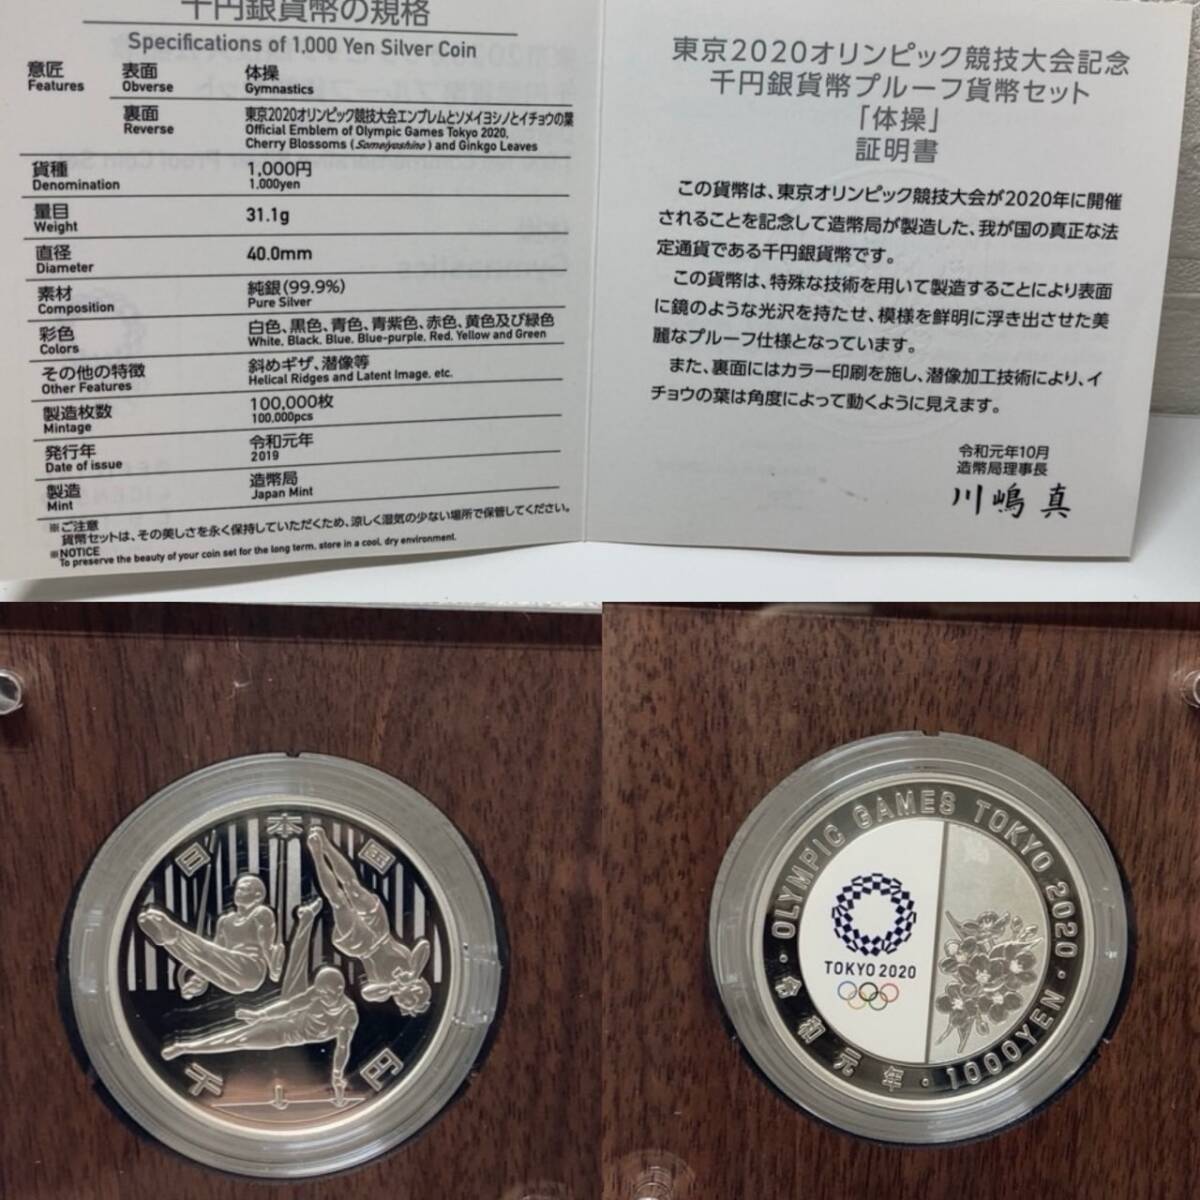 千円銀貨幣の規格
Specifications of 1,000 Yen Silver Coin
意匠
Features
表面
Obverse
体操
Gymnastics
裏面
Reverse
東京2020オリンピック競技大会エンブレムとソメイヨシノとイチョウの葉
Official Emblem of Olympic Games Tokyo 2020,
Cherry Blossoms (Someiyoshino) and Ginkgo Leaves
貨種
Denomination
1,000円
1,000yen
量目
Weight
31.1g
直径
Diameter
40.0mm
素材
Composition
純銀(99.9%)
Pure Silver
彩色
Colors
白色、黒色、青色、青紫色、赤色、黄色及び緑色
White, Black, Blue, Blue-purple, Red, Yellow and Green
その他の特徴
Other Features
斜めギザ、潜像等
Helical Ridges and Latent Image, etc.
製造枚数
Mintage
100,000枚
100,000pcs
発行年
Date of issue
令和元年
2019
製造
Mint
造幣局
Japan Mint
※ご注意
貨幣セットは、その美しさを永く保持していただくため、涼しく湿気の少ない場所で保管してください。
※NOTICE
To preserve the beauty of your coin set for the long term, store in a cool, dry environment.
東京2020オリンピック競技大会記念
千円銀貨幣プルーフ貨幣セット
「体操」
証明書
この貨幣は、東京オリンピック競技大会が2020年に開催
されることを記念して造幣局が製造した、我が国の真正な法
定通貨である千円銀貨幣です。
この貨幣は、特殊な技術を用いて製造することにより表面
に鏡のような光沢を持たせ、模様を鮮明に浮き出させた美
麗なプルーフ仕様となっています。
また、裏面にはカラー印刷を施し、潜像加工技術により、イ
チョウの葉は角度によって動くように見えます。
令和元年10月
造幣局理事長
川嶋 真
日本国
千円
OLYMPIC GAMES TOKYO 2020
TOKYO 2020
令和元年・1000YEN